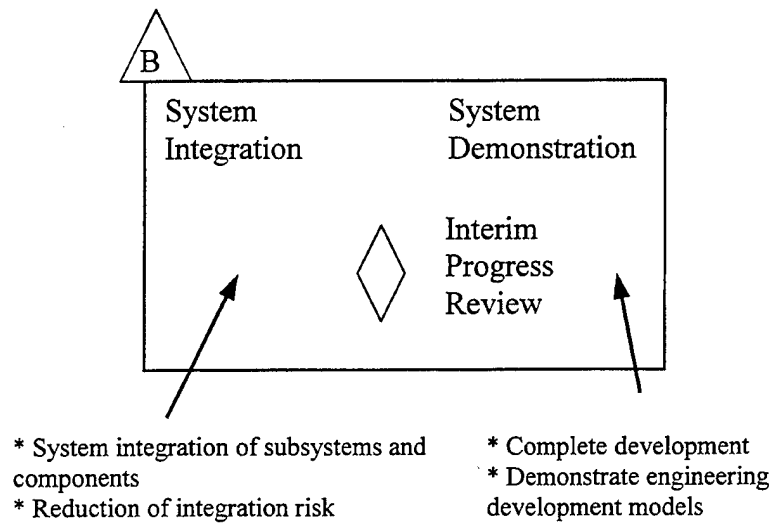 B
System
Integration
System
Demonstration
Interim
Progress
Review
* System integration of subsystems and
components
* Reduction of integration risk
* Complete development
* Demonstrate engineering
development models